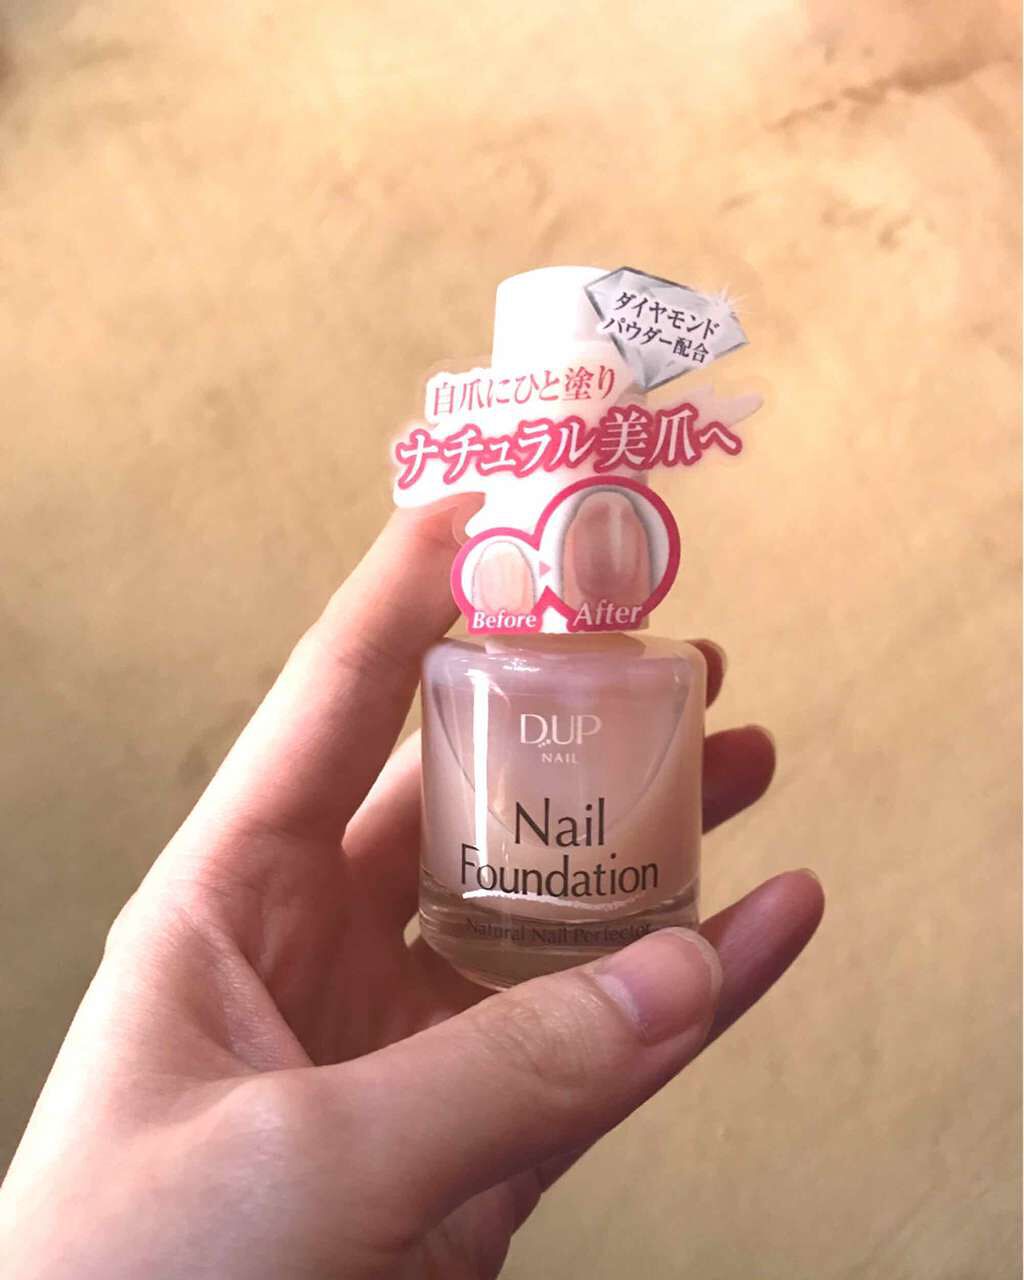 ダイヤモンド
パウダー配合
自爪にひと塗り
ナチュラル美爪へ
Before After
D.UP
NAIL
Nail
Foundation
Natural Nail Perfector